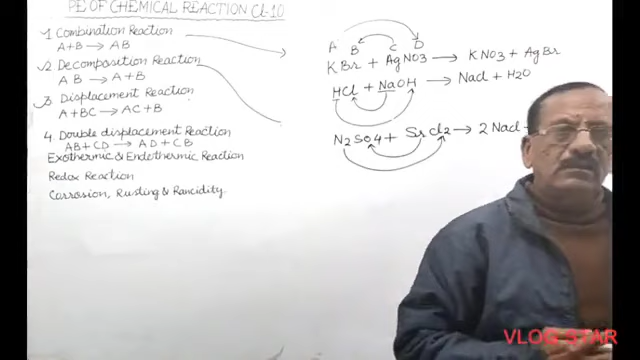 PE OF CHEMICAL REACTION Cl-10
1 Combination Reaction
A+B → AB
2. Decomposition Reaction
AB → A+B
3. Displacement Reaction
A+BC → AC+B
4. Double displacement Reaction
AB+CD → AD+CB
Exothermic & Endothermic Reaction
Redox Reaction
Corrosion, Rusting & Rancidity.
A B C D
KBr + AgNO3 → KNO3 + AgBr
HCl + NaOH → Nacl + H2O
N2SO4 + Srcl2 → 2 Nacl +
VLOG STAR